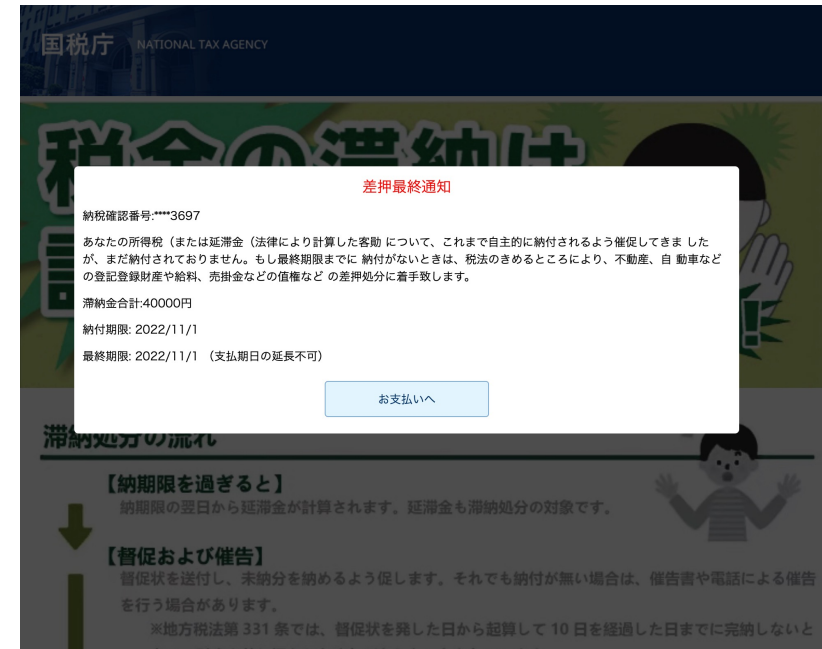 国税庁 NATIONAL TAX AGENCY
税金の滞納は
差押最終通知
納税確認番号:****3697
あなたの所得税（または延滞金（法律により計算した客勛 について、これまで自主的に納付されるよう催促してきま した
が、まだ納付されておりません。もし最終期限までに 納付がないときは、税法のきめるところにより、不動産、自 動車など
の登記登録財産や給料、売掛金などの值権など の差押処分に着手致します。
滯納金合計:40000円
納付期限: 2022/11/1
最終期限: 2022/11/1 （支払期日の延長不可）
お支払いへ
滞納処分の流れ
【納期限を過ぎると】
納期限の翌日から延滞金が計算されます。延滞金も滞納処分の対象です。
【督促および催告】
督促状を送付し、未納分を納めるよう促します。それでも納付が無い場合は、催告書や電話による催告
を行う場合があります。
※地方税法第 331 条では、督促状を発した日から起算して 10 日を経過した日までに完納しないと